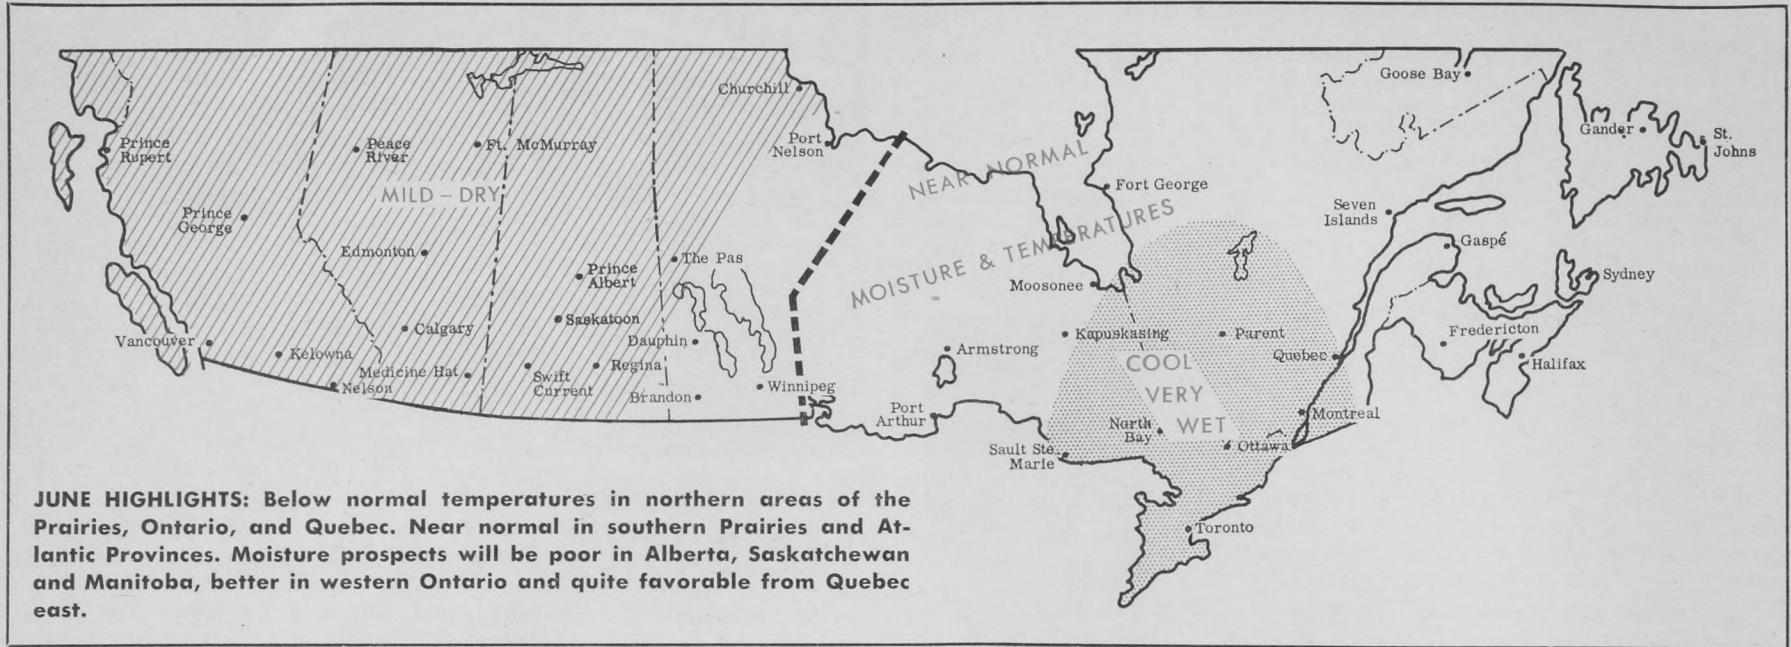 Churchill
Goose Bay
Prince
Rupert
Peace
River
Ft. McMurray
Port
Nelson
Gander
St.
Johns
NEAR NORMAL
MOISTURE & TEMPERATURES
MILD – DRY
Fort George
Prince
George
Seven
Islands
Edmonton
The Pas
Gaspé
Prince
Albert
Moosonee
Sydney
Calgary
Saskatoon
Kapuskasing
Parent
Fredericton
Vancouver
Kelowna
Dauphin
Armstrong
COOL
VERY
WET
Quebec
Halifax
Medicine Hat
Nelson
Swift
Current
Regina
Brandon
Winnipeg
Port
Arthur
North
Bay
Montreal
Ottawa
Sault Ste.
Marie
Toronto
JUNE HIGHLIGHTS: Below normal temperatures in northern areas of the
Prairies, Ontario, and Quebec. Near normal in southern Prairies and At-
lantic Provinces. Moisture prospects will be poor in Alberta, Saskatchewan
and Manitoba, better in western Ontario and quite favorable from Quebec
east.